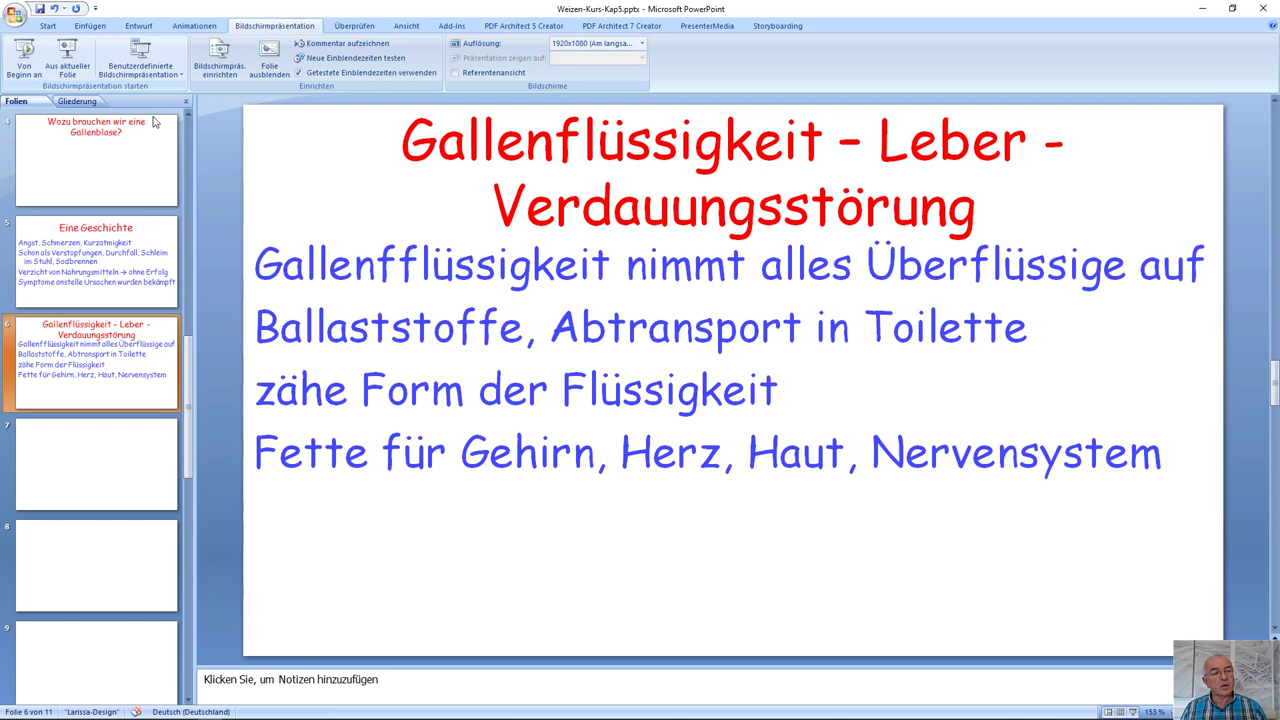 Weizen-Kurs-Kap5.pptx - Microsoft PowerPoint
Start Einfügen Entwurf Animationen Bildschirmpräsentation Überprüfen Ansicht Add-Ins PDF Architect 5 Creator PDF Architect 7 Creator PresenterMedia Storyboarding
Von Beginn an
Aus aktueller Folie
Benutzerdefinierte Bildschirmpräsentation
Bildschirmpräsentation starten
Bildschirmpräs. einrichten
Folie ausblenden
Kommentar aufzeichnen
Neue Einblendezeiten testen
Getestete Einblendezeiten verwenden
Einrichten
Auflösung: 1920x1080 (Am langsa...
Präsentation zeigen auf:
Referentenansicht
Bildschirme
Folien Gliederung
4
Wozu brauchen wir eine
Gallenblase?
5
Eine Geschichte
Angst, Schmerzen, Kurzatmigkeit
Schon als Verstopfungen, Durchfall, Schleim
im Stuhl, Sodbrennen
Verzicht von Nahrungsmitteln → ohne Erfolg
Symptome anstelle Ursachen wurden bekämpft
6
Gallenflüssigkeit – Leber -
Verdauungsstörung
Gallenfflüssigkeit nimmt alles Überflüssige auf
Ballaststoffe, Abtransport in Toilette
zähe Form der Flüssigkeit
Fette für Gehirn, Herz, Haut, Nervensystem
7
8
9
Gallenflüssigkeit – Leber -
Verdauungsstörung
Gallenfflüssigkeit nimmt alles Überflüssige auf
Ballaststoffe, Abtransport in Toilette
zähe Form der Flüssigkeit
Fette für Gehirn, Herz, Haut, Nervensystem
Klicken Sie, um Notizen hinzuzufügen
Folie 6 von 11 "Larissa-Design" Deutsch (Deutschland) 153 %